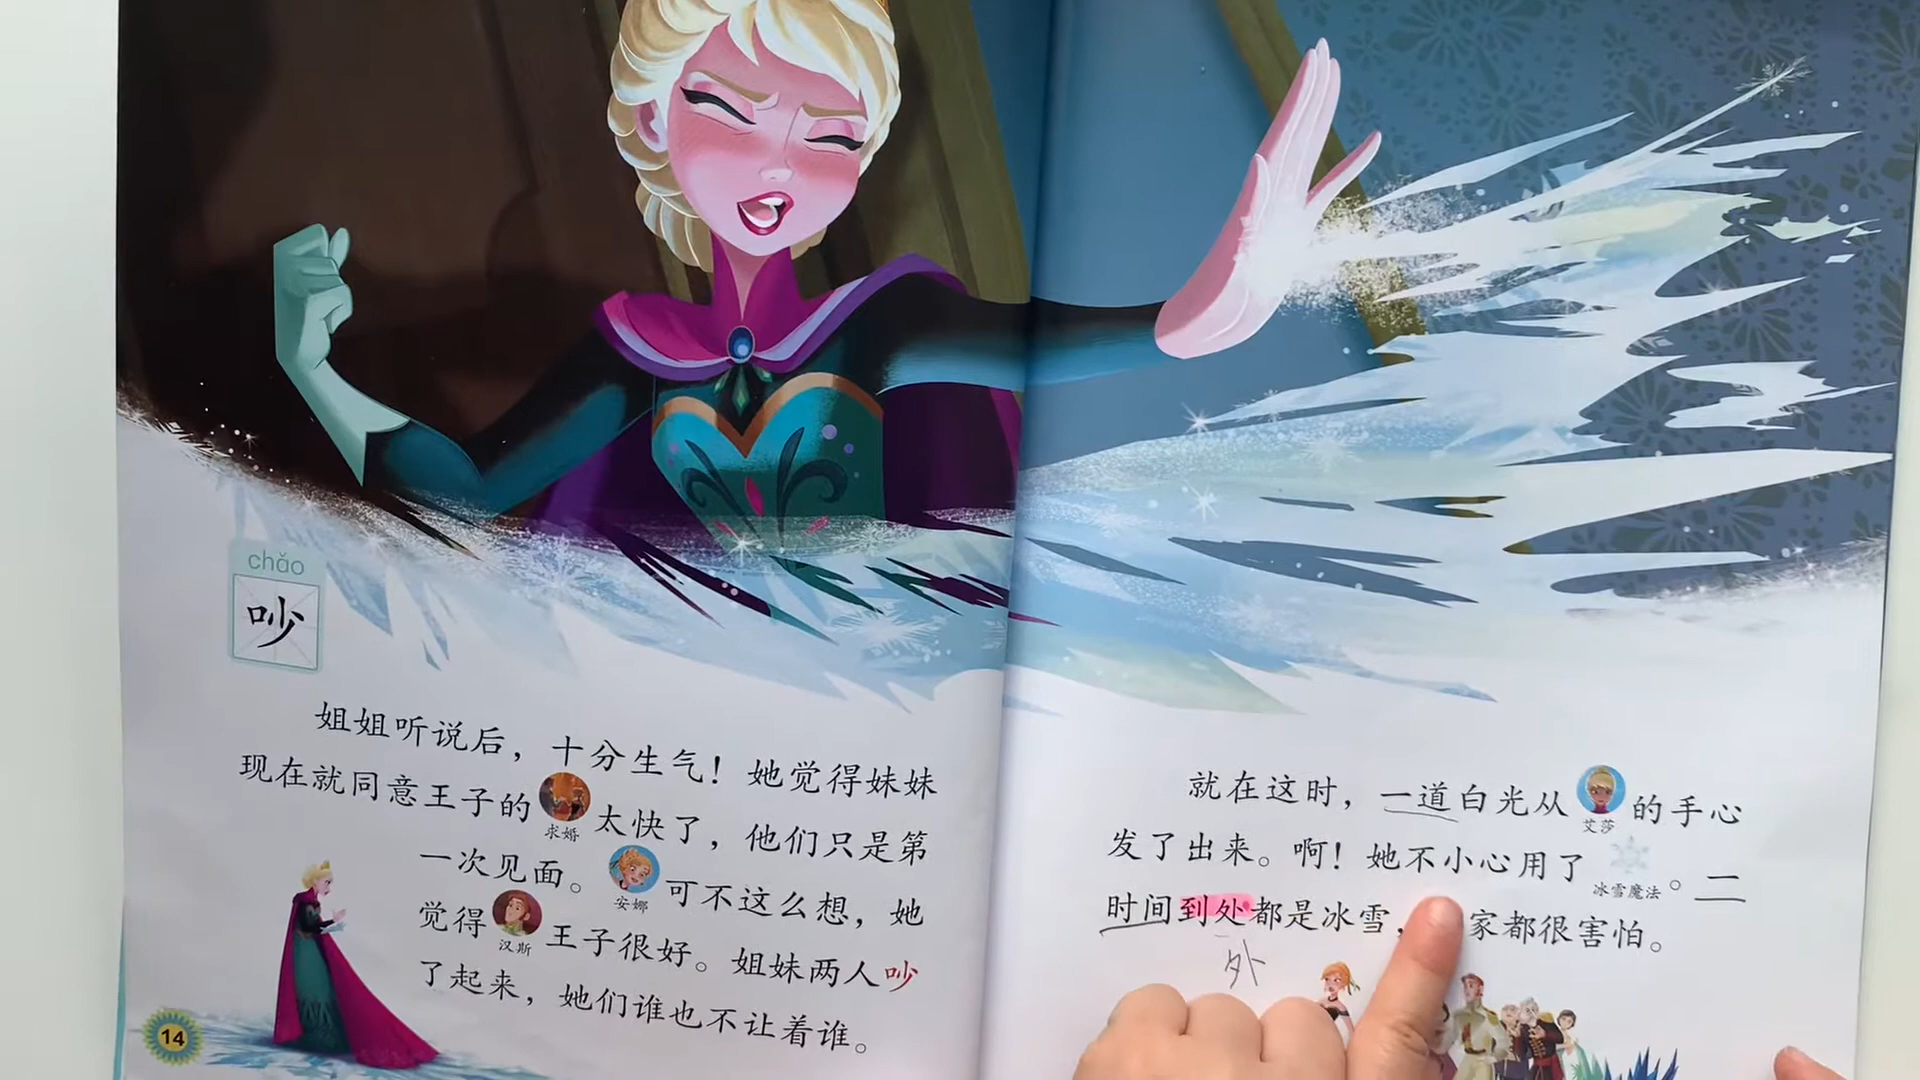 chǎo
吵
姐姐听说后，十分生气！她觉得妹妹
现在就同意王子的求婚太快了，他们只是第
一次见面。安娜可不这么想，她
觉得汉斯王子很好。姐妹两人吵
了起来，她们谁也不让着谁。
14
就在这时，一道白光从艾莎的手心
发了出来。啊！她不小心用了冰雪魔法。一
时间到处都是冰雪，家都很害怕。
外